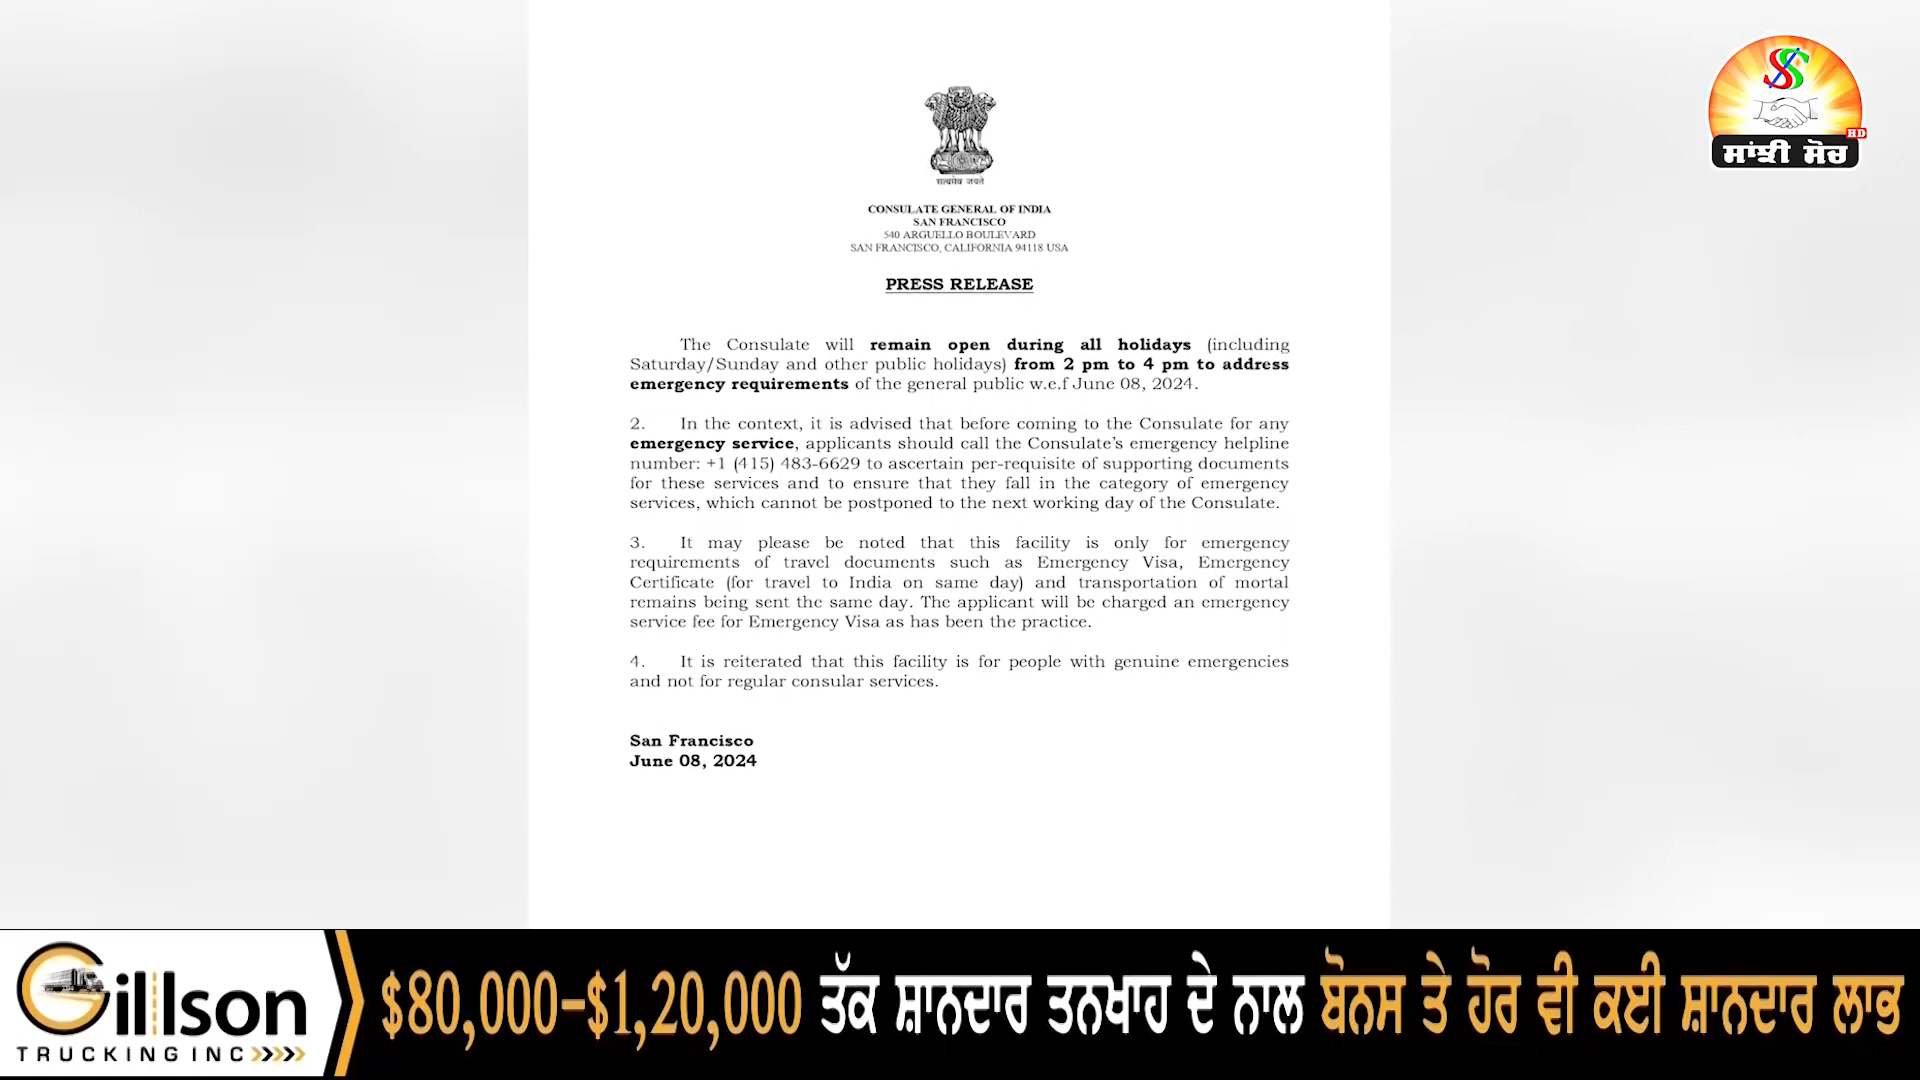 SS
HD
ਸਾਂਝੀ ਸੋਚ
सत्यमेव जयते
CONSULATE GENERAL OF INDIA
SAN FRANCISCO
540 ARGUELLO BOULEVARD
SAN FRANCISCO, CALIFORNIA 94118 USA
PRESS RELEASE
The Consulate will remain open during all holidays (including
Saturday/Sunday and other public holidays) from 2 pm to 4 pm to address
emergency requirements of the general public w.e.f June 08, 2024.
2. In the context, it is advised that before coming to the Consulate for any
emergency service, applicants should call the Consulate's emergency helpline
number: +1 (415) 483-6629 to ascertain per-requisite of supporting documents
for these services and to ensure that they fall in the category of emergency
services, which cannot be postponed to the next working day of the Consulate.
3. It may please be noted that this facility is only for emergency
requirements of travel documents such as Emergency Visa, Emergency
Certificate (for travel to India on same day) and transportation of mortal
remains being sent the same day. The applicant will be charged an emergency
service fee for Emergency Visa as has been the practice.
4. It is reiterated that this facility is for people with genuine emergencies
and not for regular consular services.
San Francisco
June 08, 2024
Gillson
TRUCKING INC
$80,000-$1,20,000 ਤੱਕ ਸ਼ਾਨਦਾਰ ਤਨਖਾਹ ਦੇ ਨਾਲ ਬੋਨਸ ਤੇ ਹੋਰ ਵੀ ਕਈ ਸ਼ਾਨਦਾਰ ਲਾਭ